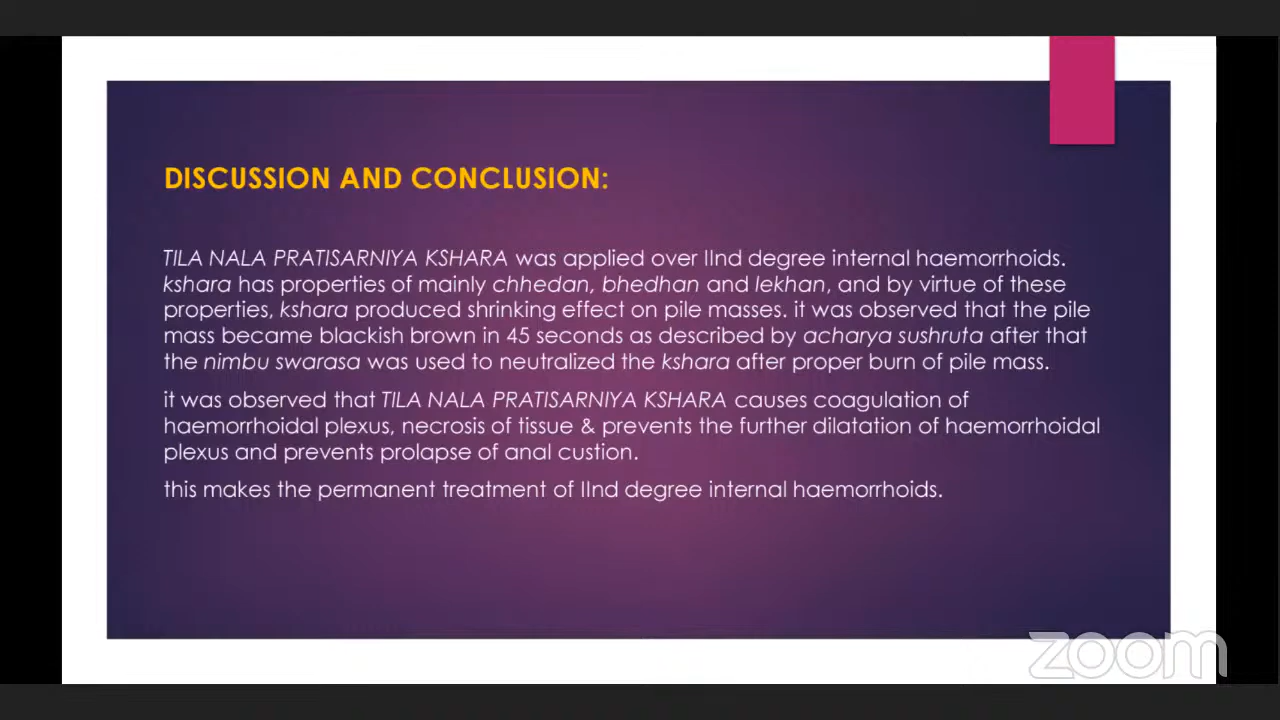 DISCUSSION AND CONCLUSION:
TILA NALA PRATISARNIYA KSHARA was applied over IInd degree internal haemorrhoids.
kshara has properties of mainly chhedan, bhedhan and lekhan, and by virtue of these
properties, kshara produced shrinking effect on pile masses. it was observed that the pile
mass became blackish brown in 45 seconds as described by acharya sushruta after that
the nimbu swarasa was used to neutralized the kshara after proper burn of pile mass.
it was observed that TILA NALA PRATISARNIYA KSHARA causes coagulation of
haemorrhoidal plexus, necrosis of tissue & prevents the further dilatation of haemorrhoidal
plexus and prevents prolapse of anal custion.
this makes the permanent treatment of IInd degree internal haemorrhoids.
zoom